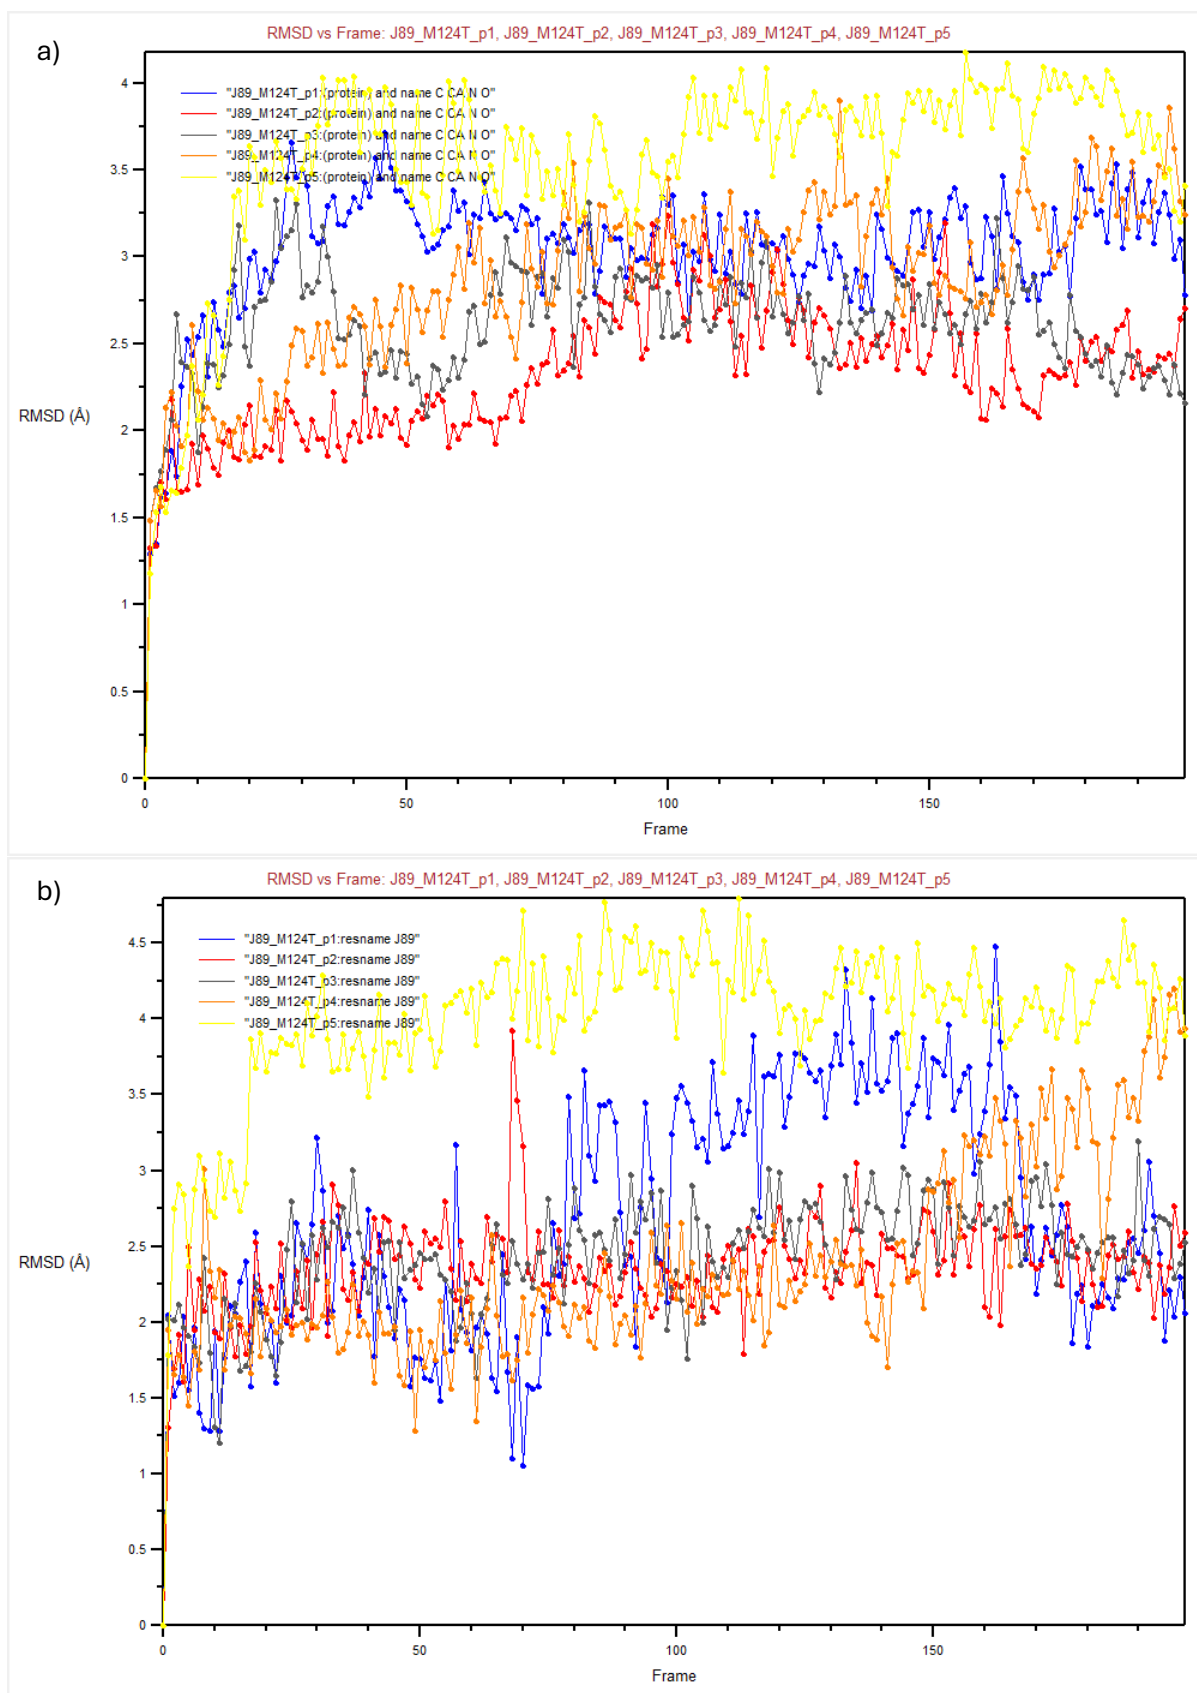 a)
RMSD vs Frame: J89_M124T_p1, J89_M124T_p2, J89_M124T_p3, J89_M124T_p4, J89_M124T_p5
4
"J89_M124T_p1:(protein) and name C CA N O"
"J89_M124T_p2:(protein) and name C CA N O"
"J89_M124T_p3:(protein) and name C CA N O"
"J89_M124T_p4:(protein) and name C CA N O"
"J89_M124T_p5:(protein) and name C CA N O"
3.5
3
2.5
RMSD (Å)
2
1.5
1
0.5
0
0 50 100 150
Frame
b)
RMSD vs Frame: J89_M124T_p1, J89_M124T_p2, J89_M124T_p3, J89_M124T_p4, J89_M124T_p5
4.5
"J89_M124T_p1:resname J89"
"J89_M124T_p2:resname J89"
"J89_M124T_p3:resname J89"
"J89_M124T_p4:resname J89"
"J89_M124T_p5:resname J89"
4
3.5
3
2.5
RMSD (Å)
2
1.5
1
0.5
0
0 50 100 150
Frame